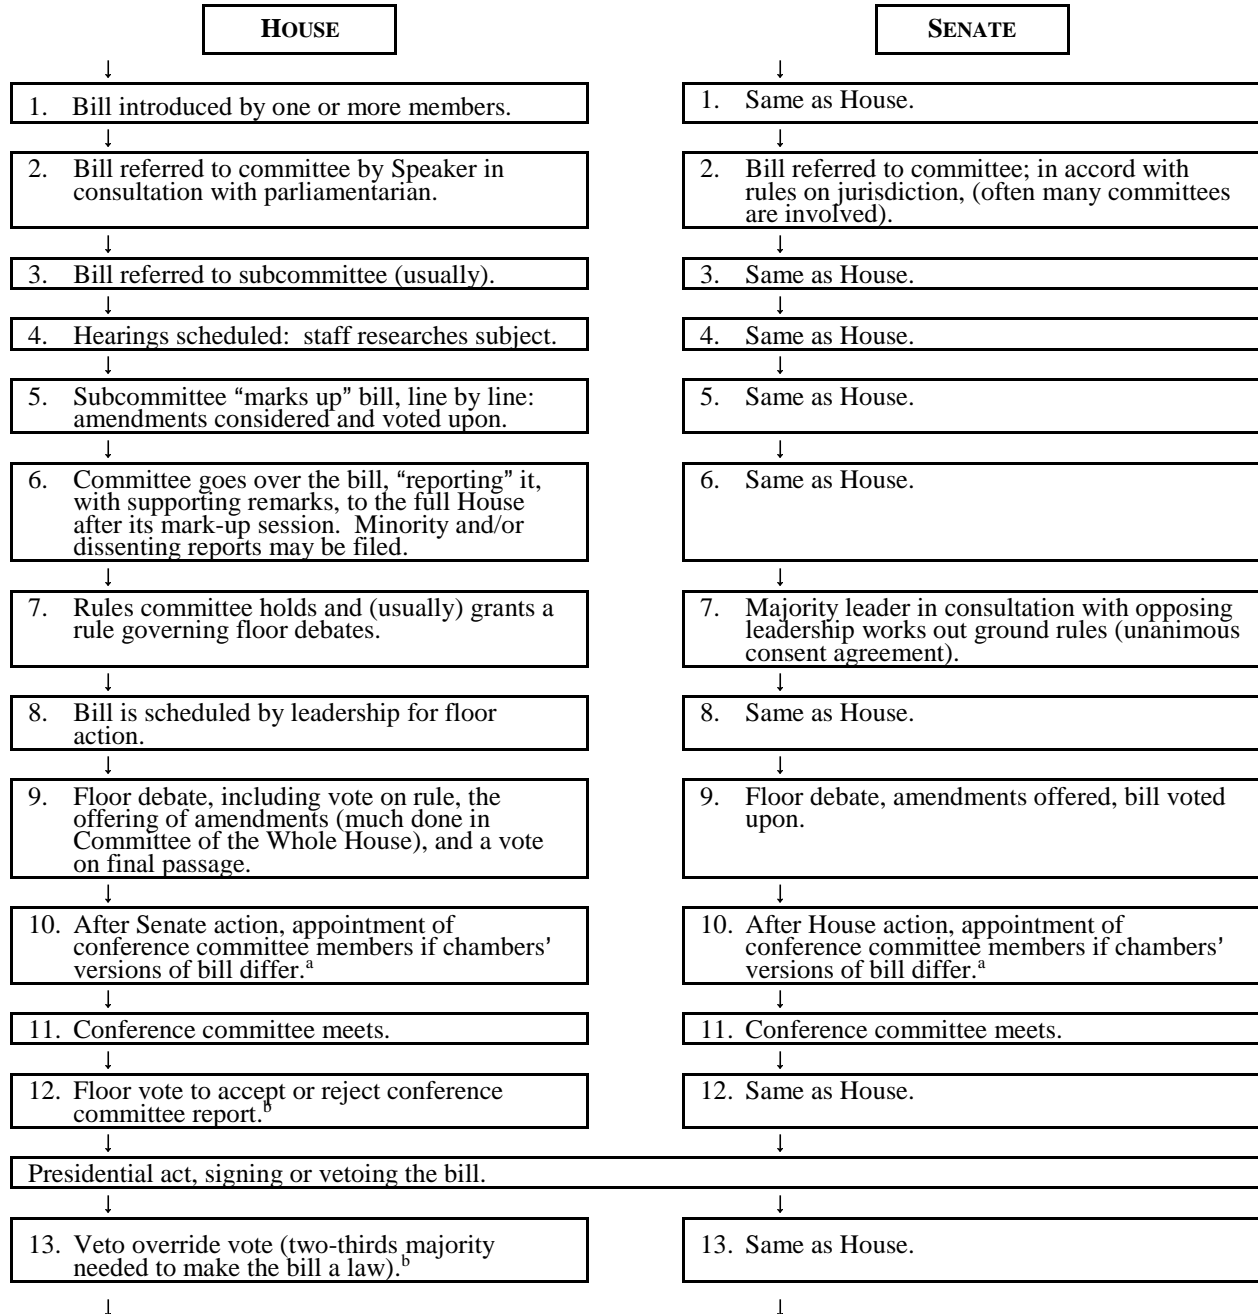 HOUSE
1. Bill introduced by one or more members.
2. Bill referred to committee by Speaker in
consultation with parliamentarian.
3. Bill referred to subcommittee (usually).
4. Hearings scheduled: staff researches subject.
5. Subcommittee “marks up” bill, line by line:
amendments considered and voted upon.
6. Committee goes over the bill, “reporting” it,
with supporting remarks, to the full House
after its mark-up session. Minority and/or
dissenting reports may be filed.
7. Rules committee holds and (usually) grants a
rule governing floor debates.
8. Bill is scheduled by leadership for floor
action.
9. Floor debate, including vote on rule, the
offering of amendments (much done in
Committee of the Whole House), and a vote
on final passage.
10. After Senate action, appointment of
conference committee members if chambers’
versions of bill differ.a
11. Conference committee meets.
12. Floor vote to accept or reject conference
committee report.b
SENATE
1. Same as House.
2. Bill referred to committee; in accord with
rules on jurisdiction, (often many committees
are involved).
3. Same as House.
4. Same as House.
5. Same as House.
6. Same as House.
7. Majority leader in consultation with opposing
leadership works out ground rules (unanimous
consent agreement).
8. Same as House.
9. Floor debate, amendments offered, bill voted
upon.
10. After House action, appointment of
conference committee members if chambers’
versions of bill differ.a
11. Conference committee meets.
12. Same as House.
Presidential act, signing or vetoing the bill.
13. Veto override vote (two-thirds majority
needed to make the bill a law).b
13. Same as House.